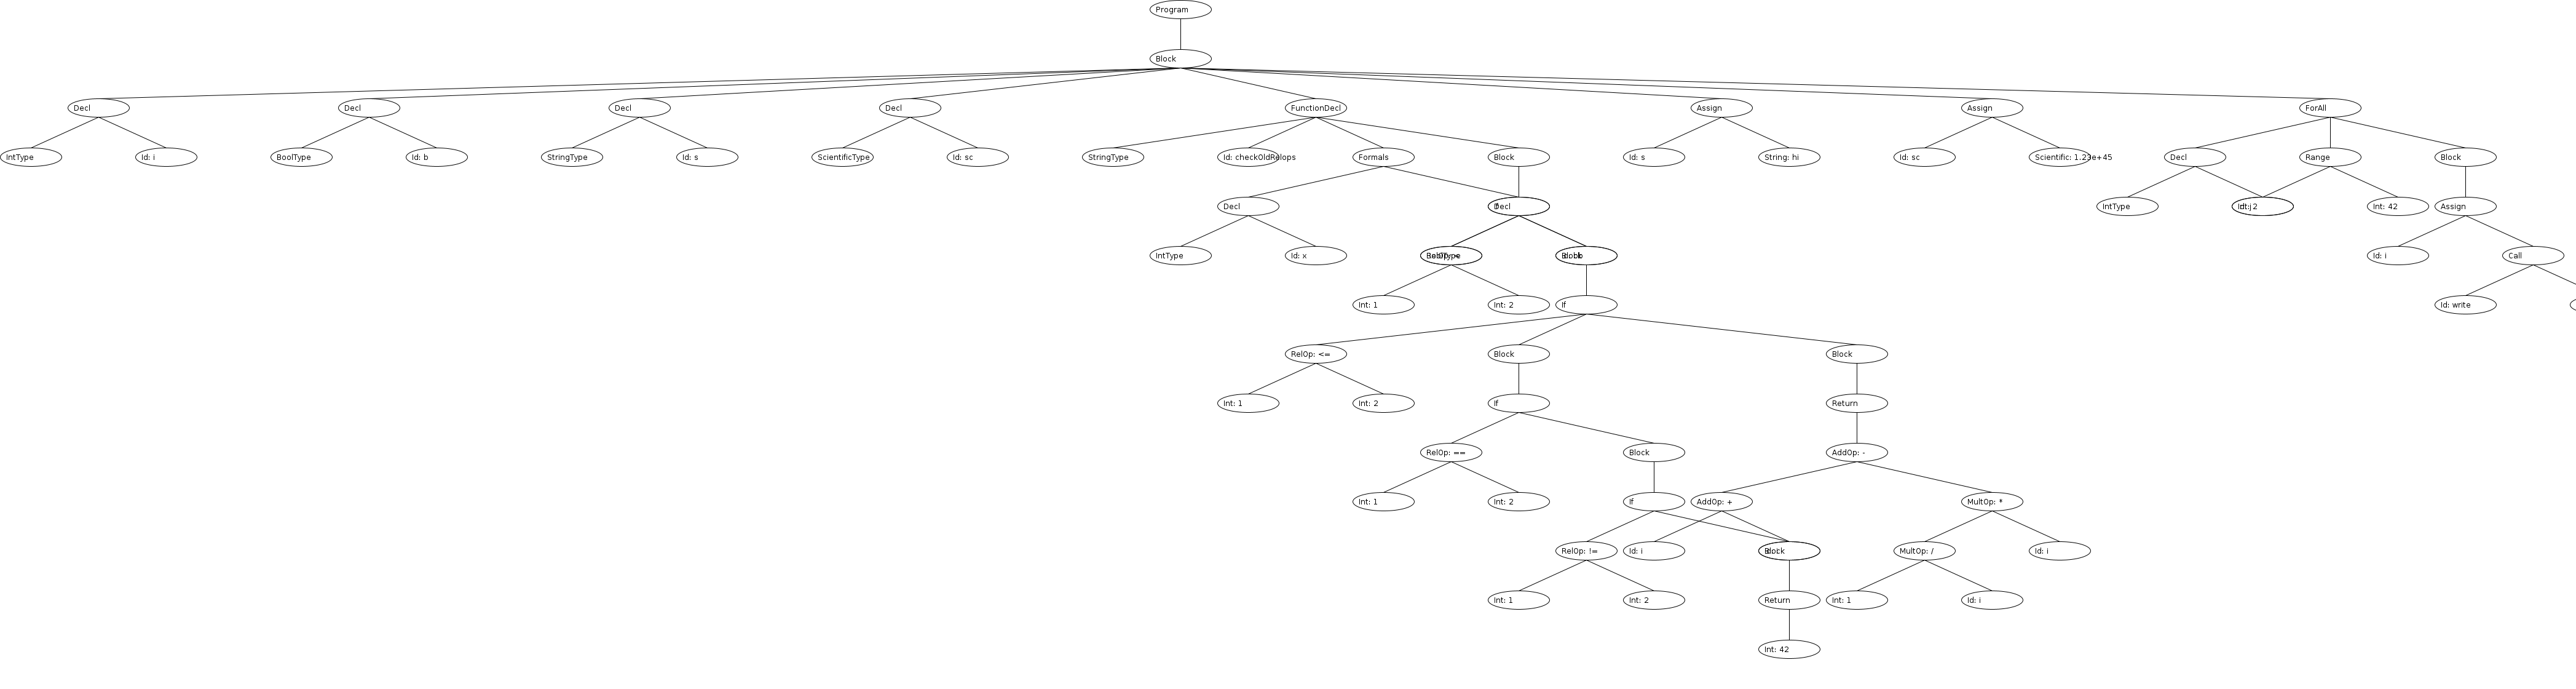 Program
Block
Decl Decl Decl Decl FunctionDecl Assign Assign ForAll
IntType Id: i BoolType Id: b StringType Id: s ScientificType Id: sc StringType Id: checkOldRelops Formals Block Id: s String: hi Id: sc Scientific: 1.23e+45 Decl Range Block
Decl Decl IntType Int: 42 Assign
IntType Id: x Id: i Call
Int: 1 Int: 2 If Id: write
RelOp: <= Block Block
Int: 1 Int: 2 If Return
RelOp: == Block AddOp: -
Int: 1 Int: 2 If AddOp: + MultOp: *
RelOp: != Id: i Block MultOp: / Id: i
Int: 1 Int: 2 Return Int: 1 Id: i
Int: 42